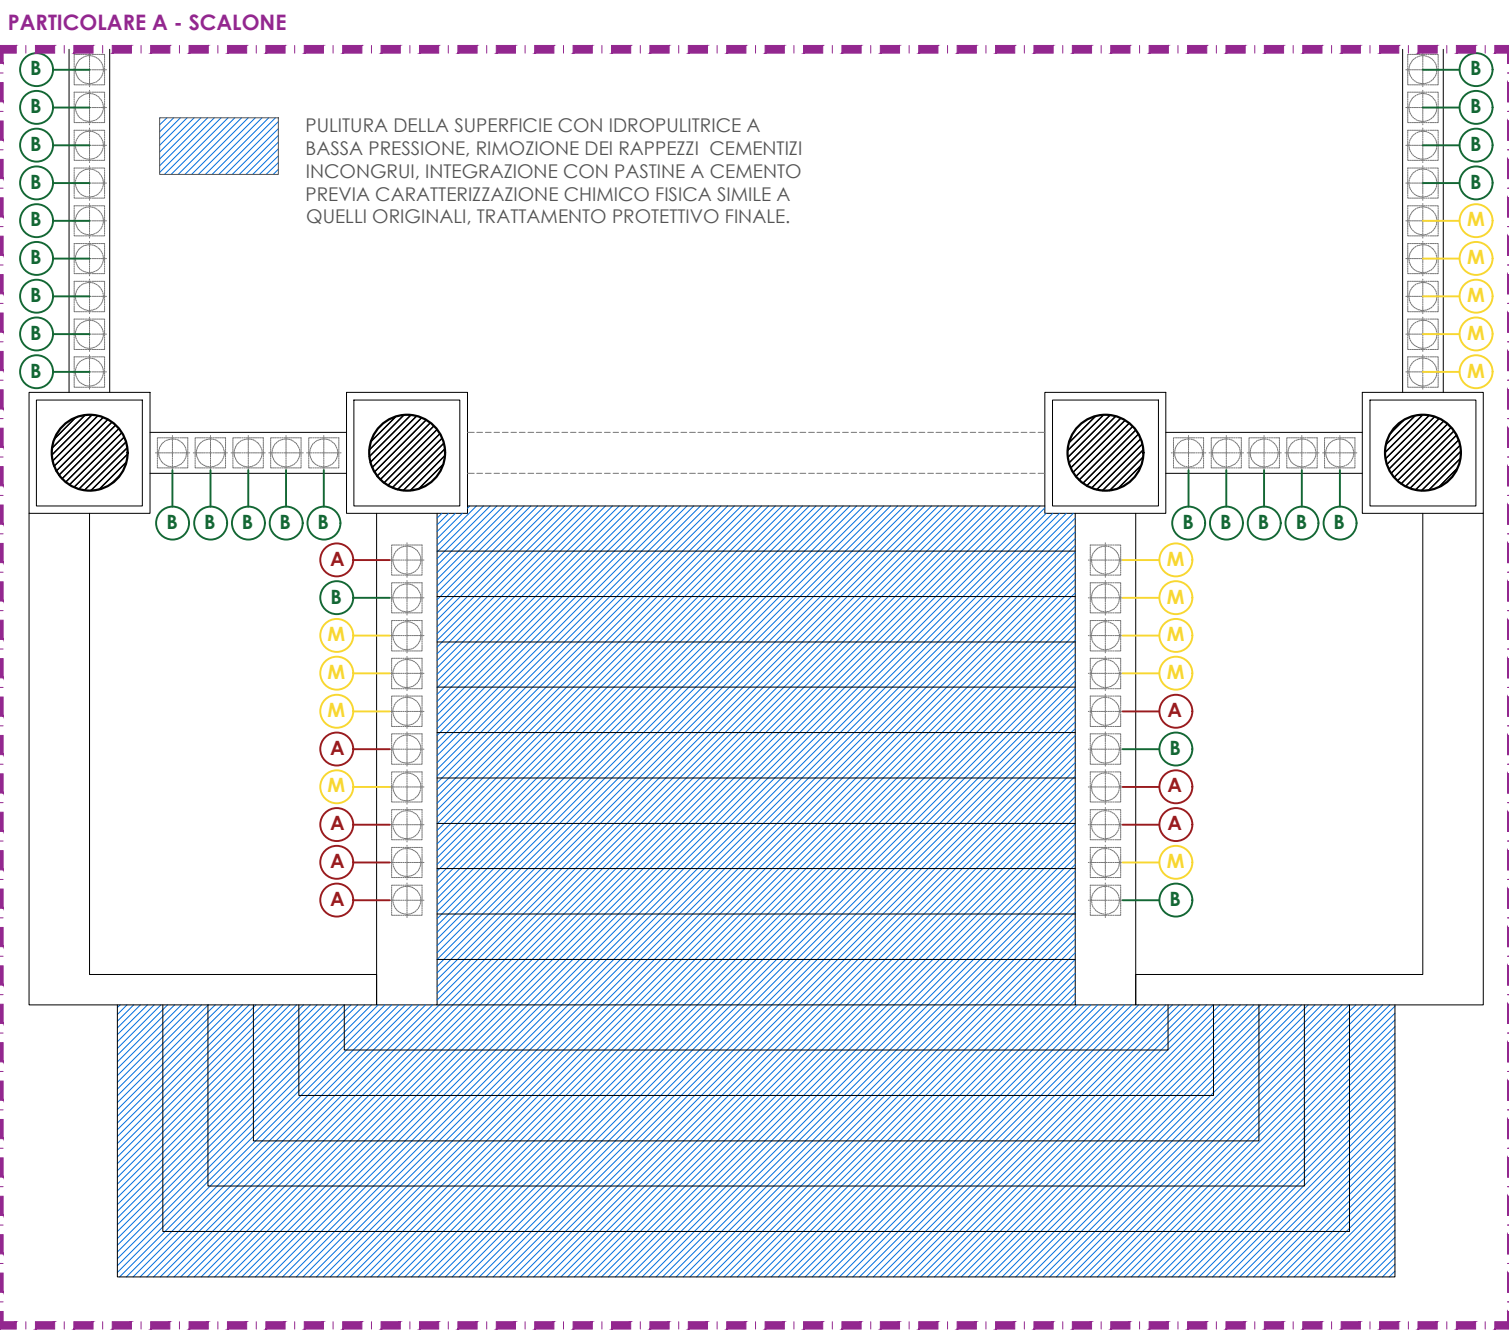 PARTICOLARE A - SCALONE
B B
B B
B B
B B
B M
B M
B M
B M
B M
PULITURA DELLA SUPERFICIE CON IDROPULITRICE A
BASSA PRESSIONE, RIMOZIONE DEI RAPPEZZI CEMENTIZI
INCONGRUI, INTEGRAZIONE CON PASTINE A CEMENTO
PREVIA CARATTERIZZAZIONE CHIMICO FISICA SIMILE A
QUELLI ORIGINALI, TRATTAMENTO PROTETTIVO FINALE.
B B B B B B B B B B
A M
B M
M M
M M
M A
A B
M A
A A
A M
A B